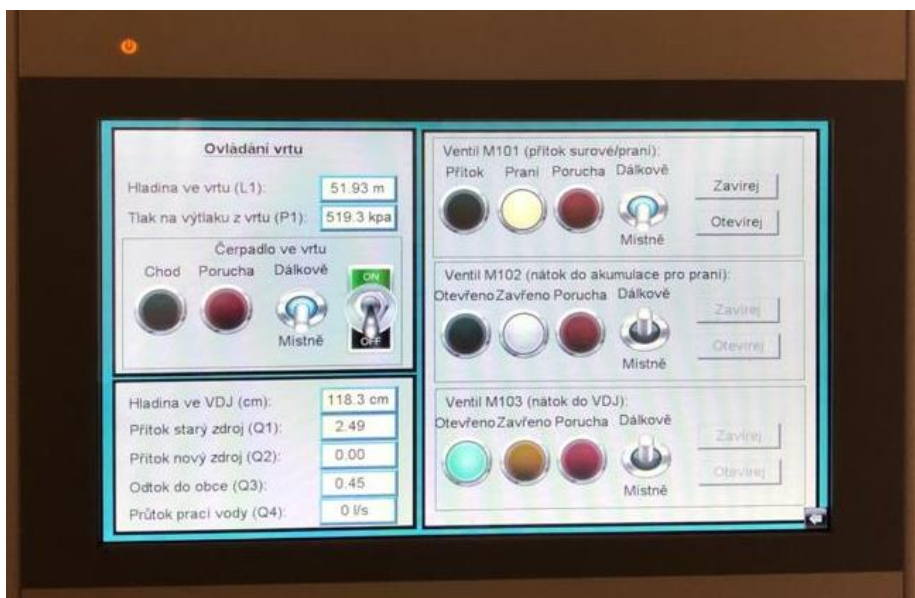 Ovládání vrtu
Hladina ve vrtu (L1): 51.93 m
Tlak na výtlaku z vrtu (P1): 519.3 kpa
Čerpadlo ve vrtu
Chod Porucha Dálkově
ON
OFF
Místně
Hladina ve VDJ (cm): 118.3 cm
Přítok starý zdroj (Q1): 2.49
Přítok nový zdroj (Q2): 0.00
Odtok do obce (Q3): 0.45
Průtok prací vody (Q4): 0 l/s
Ventil M101 (přítok surové/praní):
Přítok Praní Porucha Dálkově
Zavírej
Otevírej
Místně
Ventil M102 (nátok do akumulace pro praní):
Otevřeno Zavřeno Porucha Dálkově
Zavírej
Otevírej
Místně
Ventil M103 (nátok do VDJ):
Otevřeno Zavřeno Porucha Dálkově
Zavírej
Otevírej
Místně